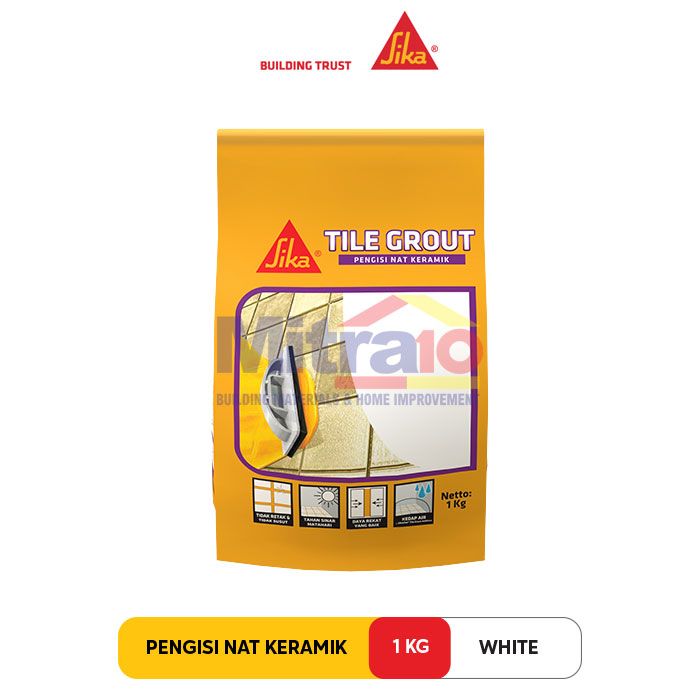 BUILDING TRUST
Sika®
Sika®
TILE GROUT
PENGISI NAT KERAMIK
Mitra10
BUILDING MATERIALS & HOME IMPROVEMENT
TIDAK RETAK &
TIDAK SUSUT
TAHAN SINAR
MATAHARI
DAYA REKAT
YANG BAIK
KEDAP AIR
Netto:
1 Kg
PENGISI NAT KERAMIK
1 KG
WHITE